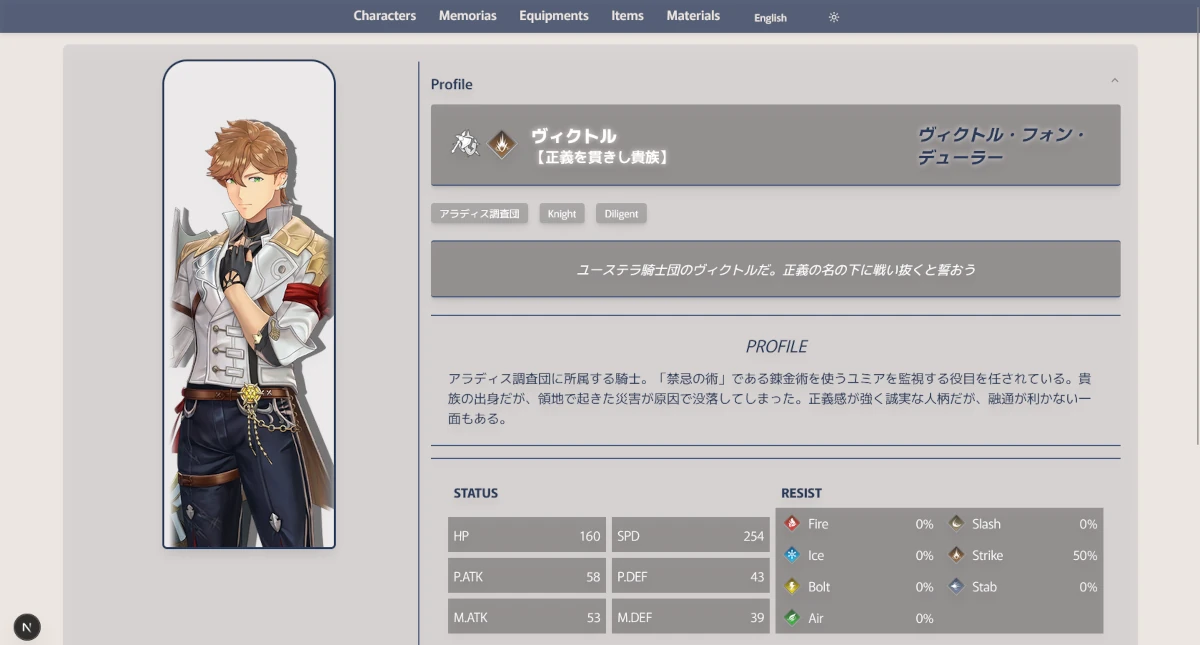 Characters Memorias Equipments Items Materials English
Profile
ヴィクトル
【正義を貫きし貴族】
ヴィクトル・フォン・
デューラー
アラディス調査団 Knight Diligent
ユーステラ騎士団のヴィクトルだ。正義の名の下に戦い抜くと誓おう
PROFILE
アラディス調査団に所属する騎士。「禁忌の術」である錬金術を使うユミアを監視する役目を任されている。貴
族の出身だが、領地で起きた災害が原因で没落してしまった。正義感が強く誠実な人柄だが、融通が利かない一
面もある。
STATUS
HP 160 SPD 254
P.ATK 58 P.DEF 43
M.ATK 53 M.DEF 39
RESIST
Fire 0% Slash 0%
Ice 0% Strike 50%
Bolt 0% Stab 0%
Air 0%
N